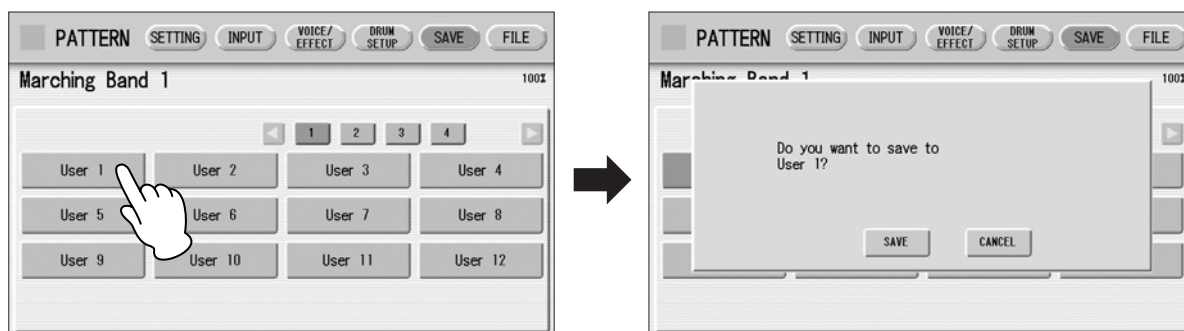 PATTERN SETTING INPUT VOICE/EFFECT DRUM SETUP SAVE FILE
Marching Band 1 100%
1 2 3 4
User 1 User 2 User 3 User 4
User 5 User 6 User 7 User 8
User 9 User 10 User 11 User 12
PATTERN SETTING INPUT VOICE/EFFECT DRUM SETUP SAVE FILE
Marching Band 1 100%
Do you want to save to
User 1?
SAVE CANCEL